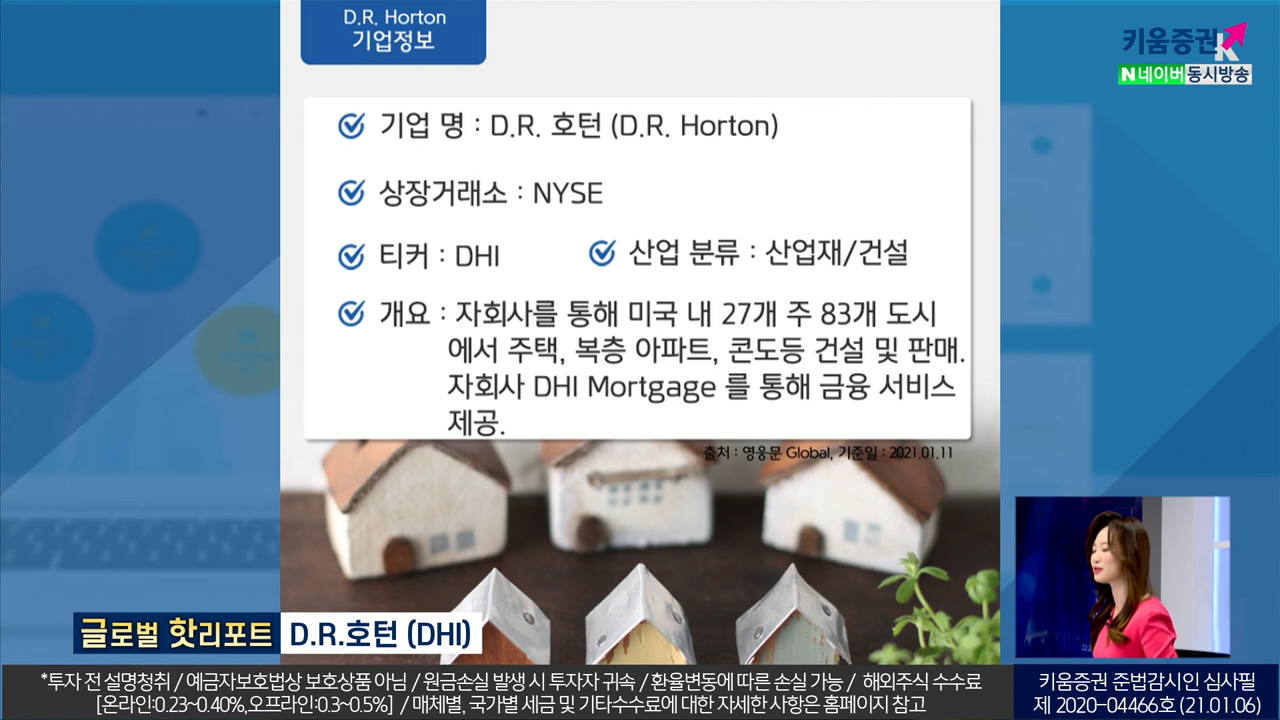 D.R. Horton
기업정보
키움증권
N 네이버 동시방송
기업 명 : D.R. 호턴 (D.R. Horton)
상장거래소 : NYSE
티커 : DHI
산업 분류 : 산업재/건설
개요 : 자회사를 통해 미국 내 27개 주 83개 도시
에서 주택, 복층 아파트, 콘도등 건설 및 판매.
자회사 DHI Mortgage 를 통해 금융 서비스
제공.
출처 : 영웅문 Global, 기준일 : 2021.01.11
글로벌 핫리포트 D.R.호턴 (DHI)
*투자 전 설명청취 / 예금자보호법상 보호상품 아님 / 원금손실 발생 시 투자자 귀속 / 환율변동에 따른 손실 가능 / 해외주식 수수료
[온라인:0.23~0.40%,오프라인:0.3~0.5%] / 매체별, 국가별 세금 및 기타수수료에 대한 자세한 사항은 홈페이지 참고
키움증권 준법감시인 심사필
제 2020-04466호 (21.01.06)